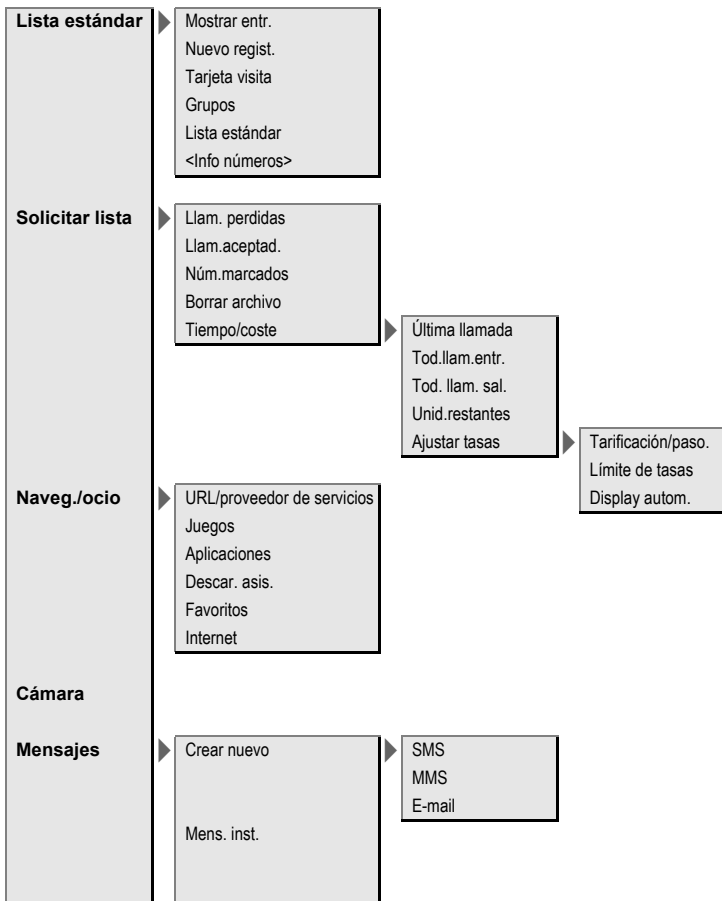 Lista estándar
Mostrar entr.
Nuevo regist.
Tarjeta visita
Grupos
Lista estándar
<Info números>
Solicitar lista
Llam. perdidas
Llam.aceptad.
Núm.marcados
Borrar archivo
Tiempo/coste
Última llamada
Tod.llam.entr.
Tod. llam. sal.
Unid.restantes
Ajustar tasas
Tarificación/paso.
Límite de tasas
Display autom.
Naveg./ocio
URL/proveedor de servicios
Juegos
Aplicaciones
Descar. asis.
Favoritos
Internet
Cámara
Mensajes
Crear nuevo
SMS
MMS
E-mail
Mens. inst.